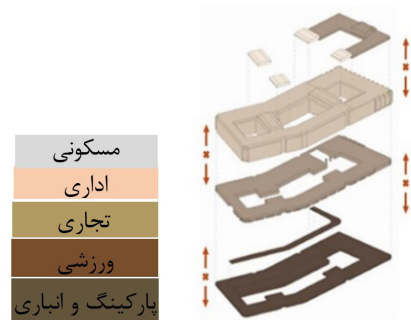 مسکونی
اداری
تجاری
ورزشی
پارکینگ و انباری